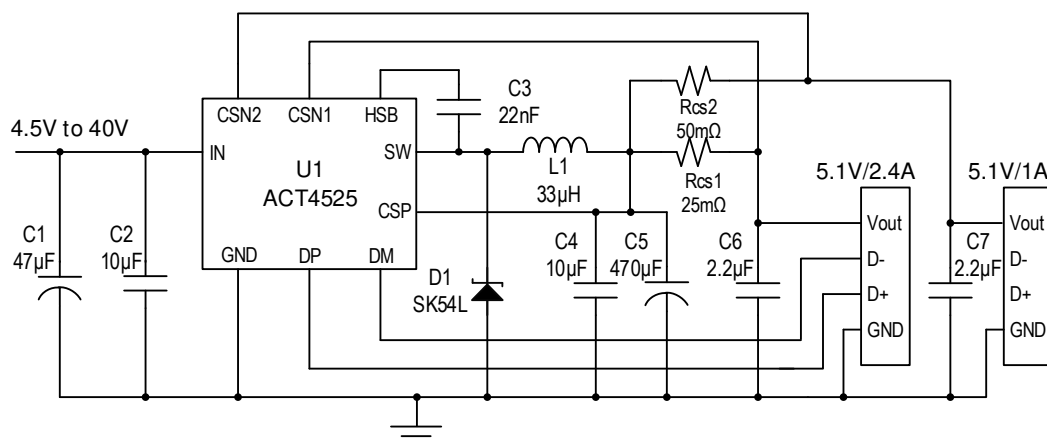 CSN2 CSN1 HSB
C3
22nF
Rcs2
50mΩ
4.5V to 40V
IN
U1
ACT4525
SW
L1
33µH
Rcs1
25mΩ
5.1V/2.4A
5.1V/1A
CSP
Vout
Vout
C1
47µF
C2
10µF
GND DP DM
D1
SK54L
C4
10µF
C5
470µF
C6
2.2µF
D-
D+
GND
C7
2.2µF
D-
D+
GND